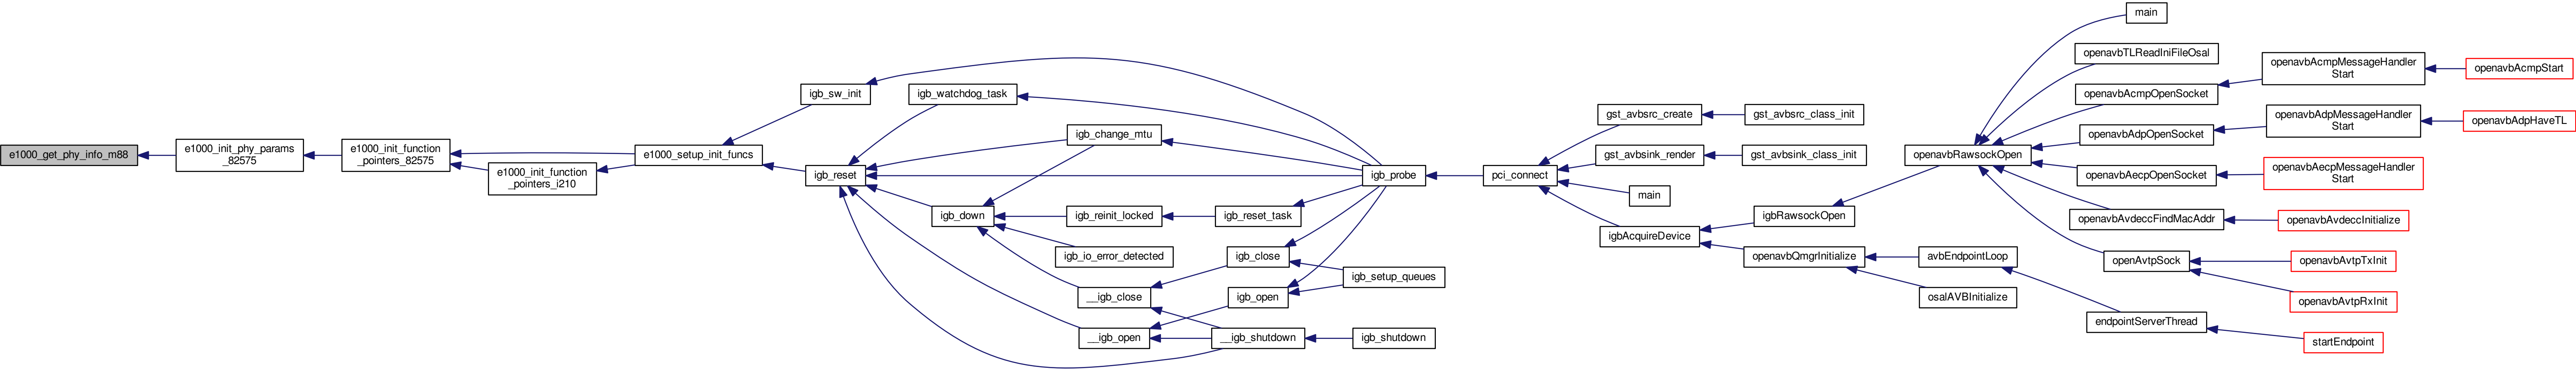 e1000_get_phy_info_m88
e1000_init_phy_params
_82575
e1000_init_function
_pointers_82575
e1000_init_function
_pointers_i210
e1000_setup_init_funcs
igb_sw_init
igb_reset
igb_watchdog_task
igb_change_mtu
igb_down
igb_reinit_locked
igb_reset_task
igb_io_error_detected
__igb_close
__igb_open
igb_close
igb_open
__igb_shutdown
igb_probe
igb_setup_queues
igb_shutdown
pci_connect
gst_avbsrc_create
gst_avbsrc_class_init
gst_avbsink_render
gst_avbsink_class_init
main
igbAcquireDevice
igbRawsockOpen
openavbQmgrInitialize
avbEndpointLoop
osalAVBInitialize
openavbRawsockOpen
main
openavbTLReadIniFileOsal
openavbAcmpOpenSocket
openavbAcmpMessageHandler
Start
openavbAcmpStart
openavbAdpOpenSocket
openavbAdpMessageHandler
Start
openavbAdpHaveTL
openavbAecpOpenSocket
openavbAecpMessageHandler
Start
openavbAvdeccFindMacAddr
openavbAvdeccInitialize
openAvtpSock
openavbAvtpTxInit
openavbAvtpRxInit
endpointServerThread
startEndpoint